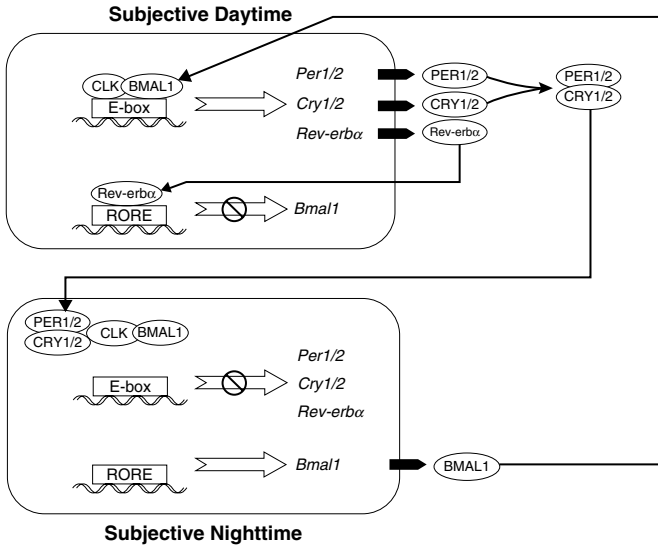 Subjective Daytime
CLK BMAL1
E-box
Per1/2
Cry1/2
Rev-erbα
PER1/2
CRY1/2
Rev-erbα
PER1/2
CRY1/2
Rev-erbα
RORE
Bmal1
PER1/2
CRY1/2
CLK BMAL1
E-box
Per1/2
Cry1/2
Rev-erbα
RORE
Bmal1
BMAL1
Subjective Nighttime